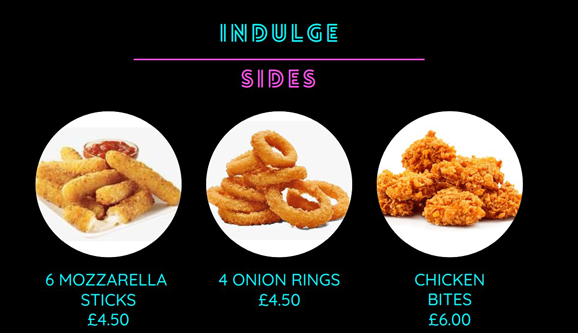 INDULGE
SIDES
6 MOZZARELLA
STICKS
£4.50
4 ONION RINGS
£4.50
CHICKEN
BITES
£6.00